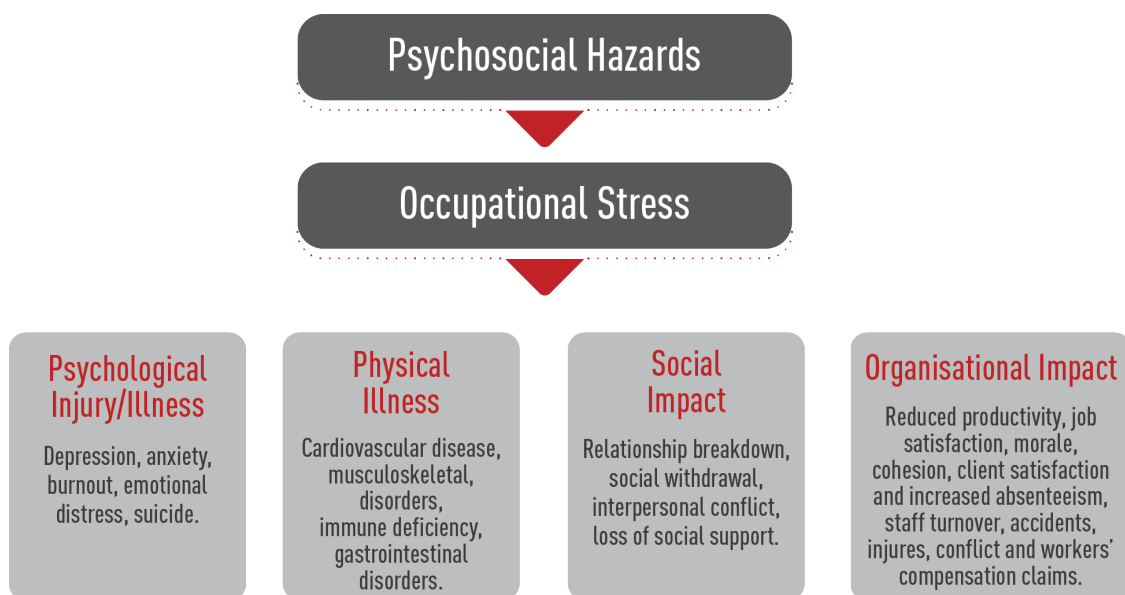 Psychosocial Hazards
Occupational Stress
Psychological
Injury/Illness
Depression, anxiety,
burnout, emotional
distress, suicide.
Physical
Illness
Cardiovascular disease,
musculoskeletal,
disorders,
immune deficiency,
gastrointestinal
disorders.
Social
Impact
Relationship breakdown,
social withdrawal,
interpersonal conflict,
loss of social support.
Organisational Impact
Reduced productivity, job
satisfaction, morale,
cohesion, client satisfaction
and increased absenteeism,
staff turnover, accidents,
injures, conflict and workers’
compensation claims.